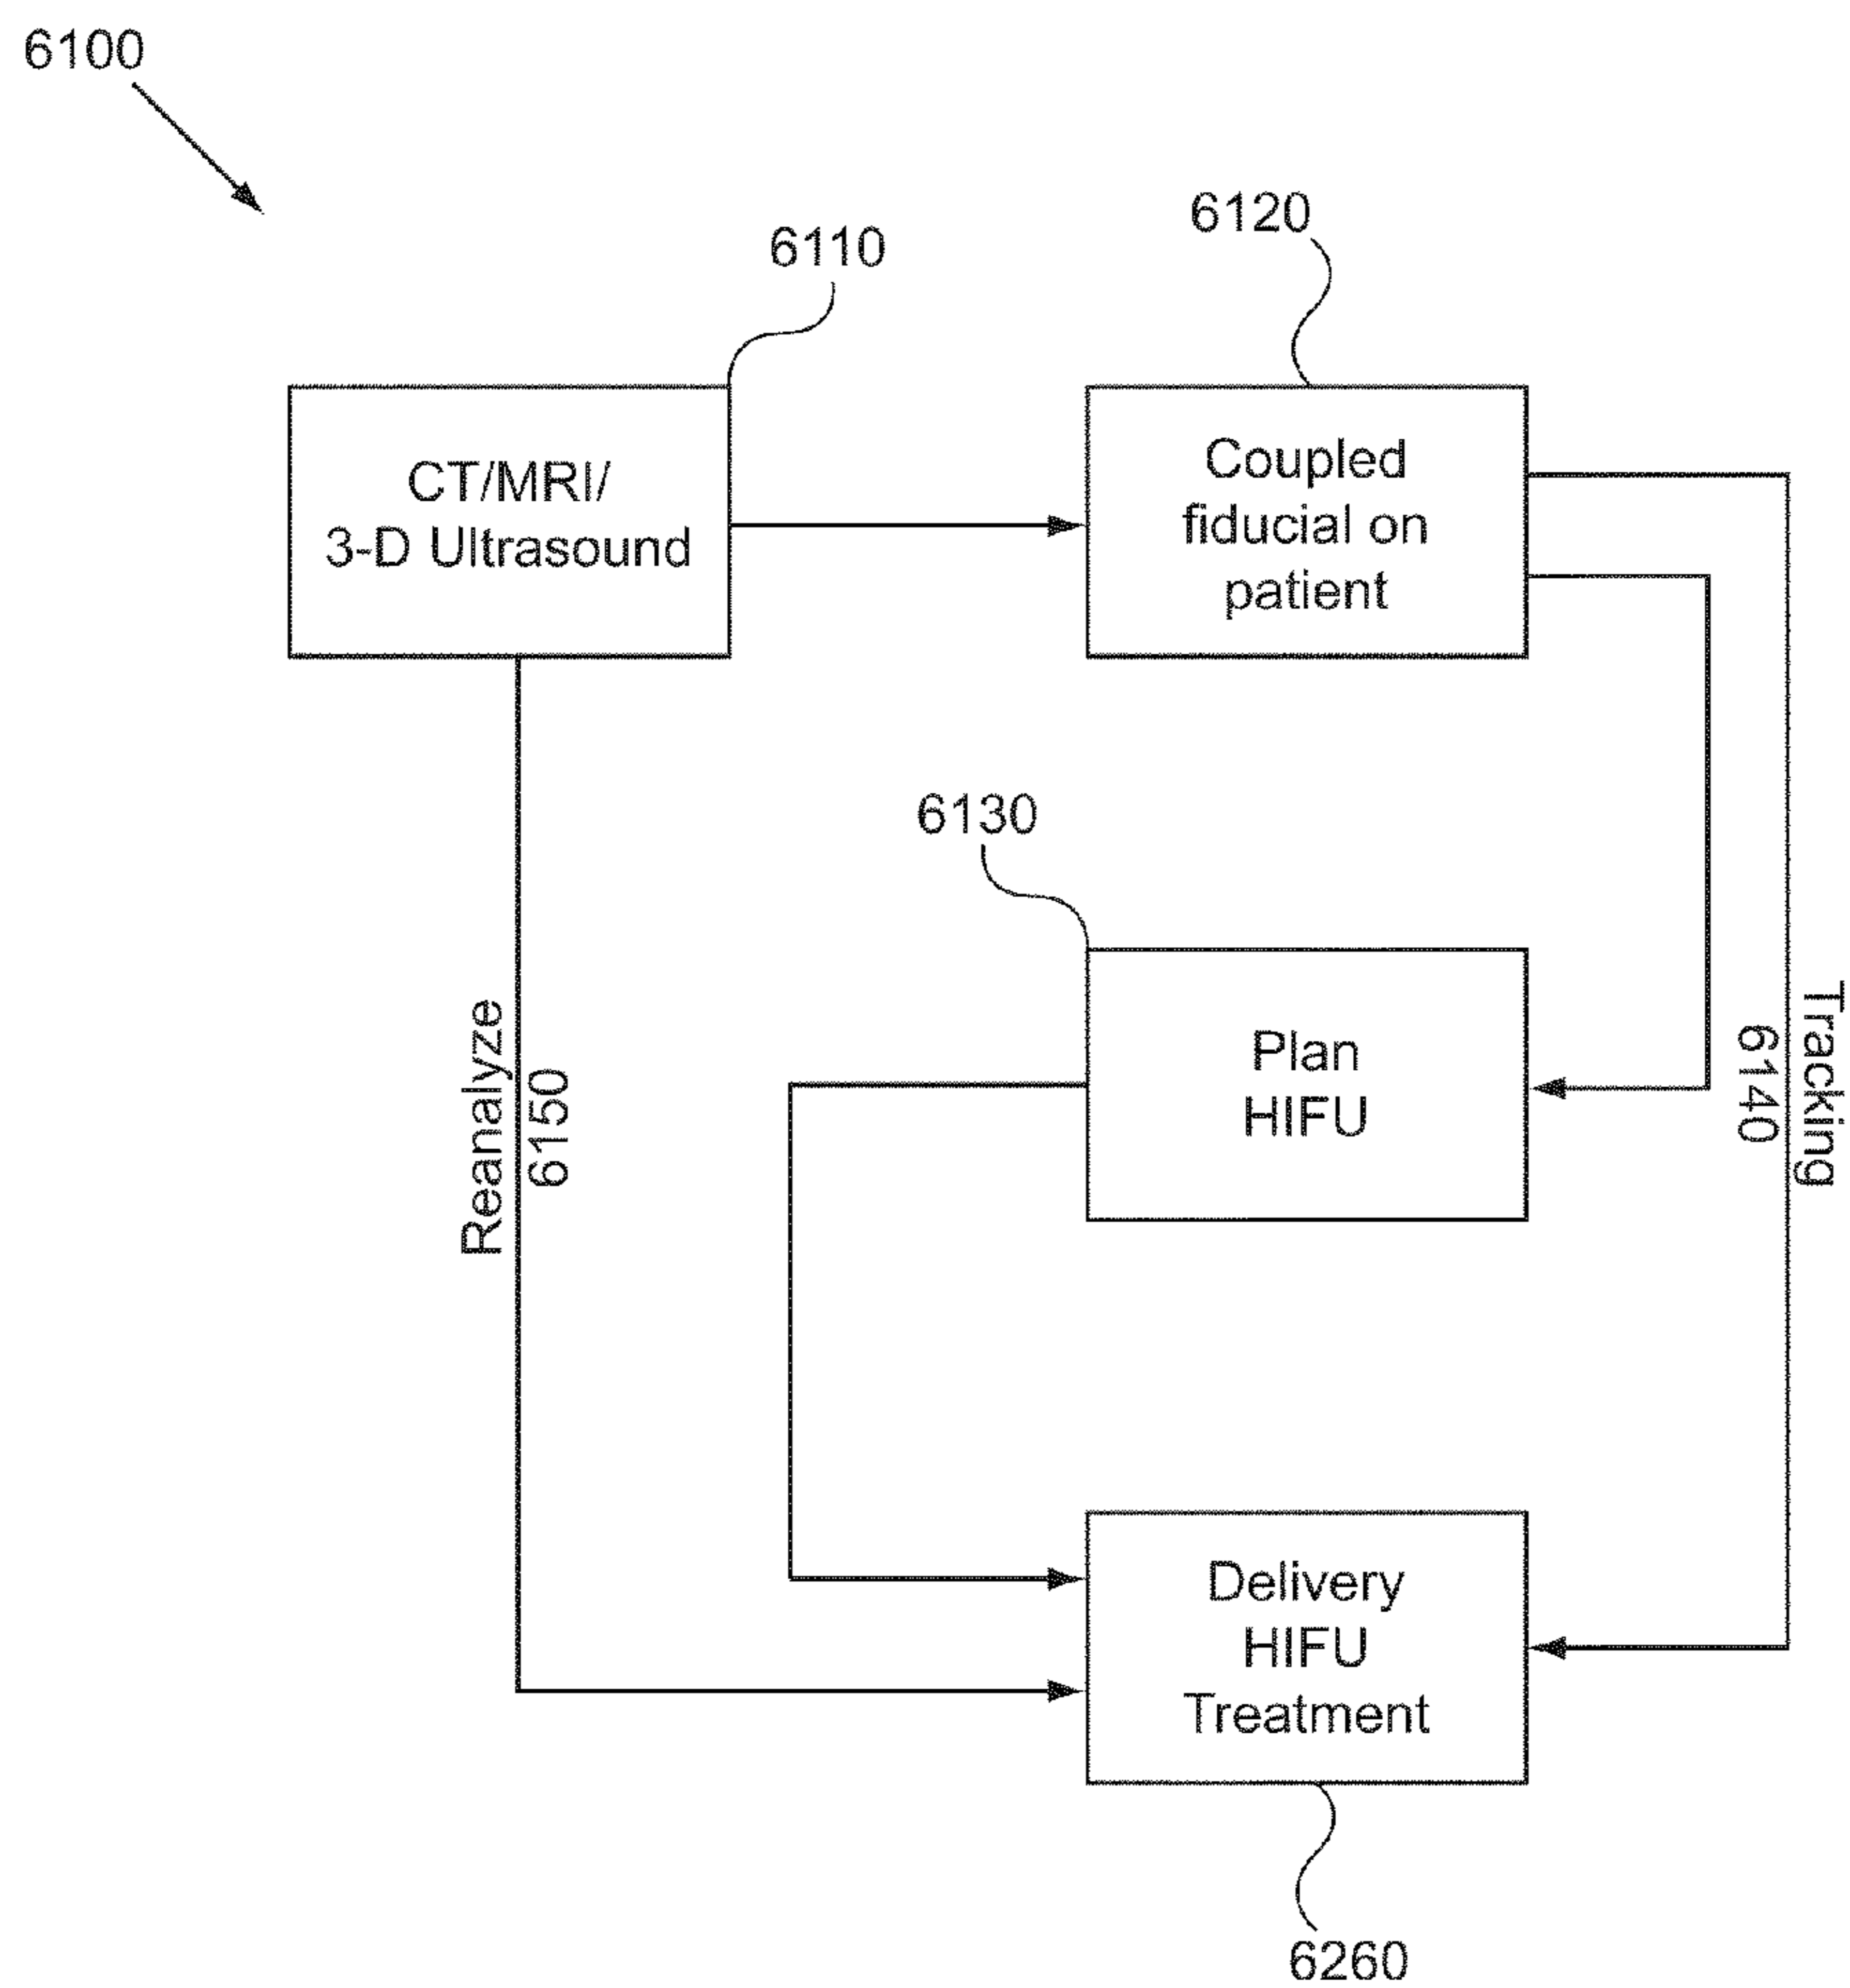 6100
6110
6120
CT/MRI/
3-D Ultrasound
Coupled
fiducial on
patient
6130
Plan
HIFU
Reanalyze
6150
Tracking
6140
Delivery
HIFU
Treatment
6260